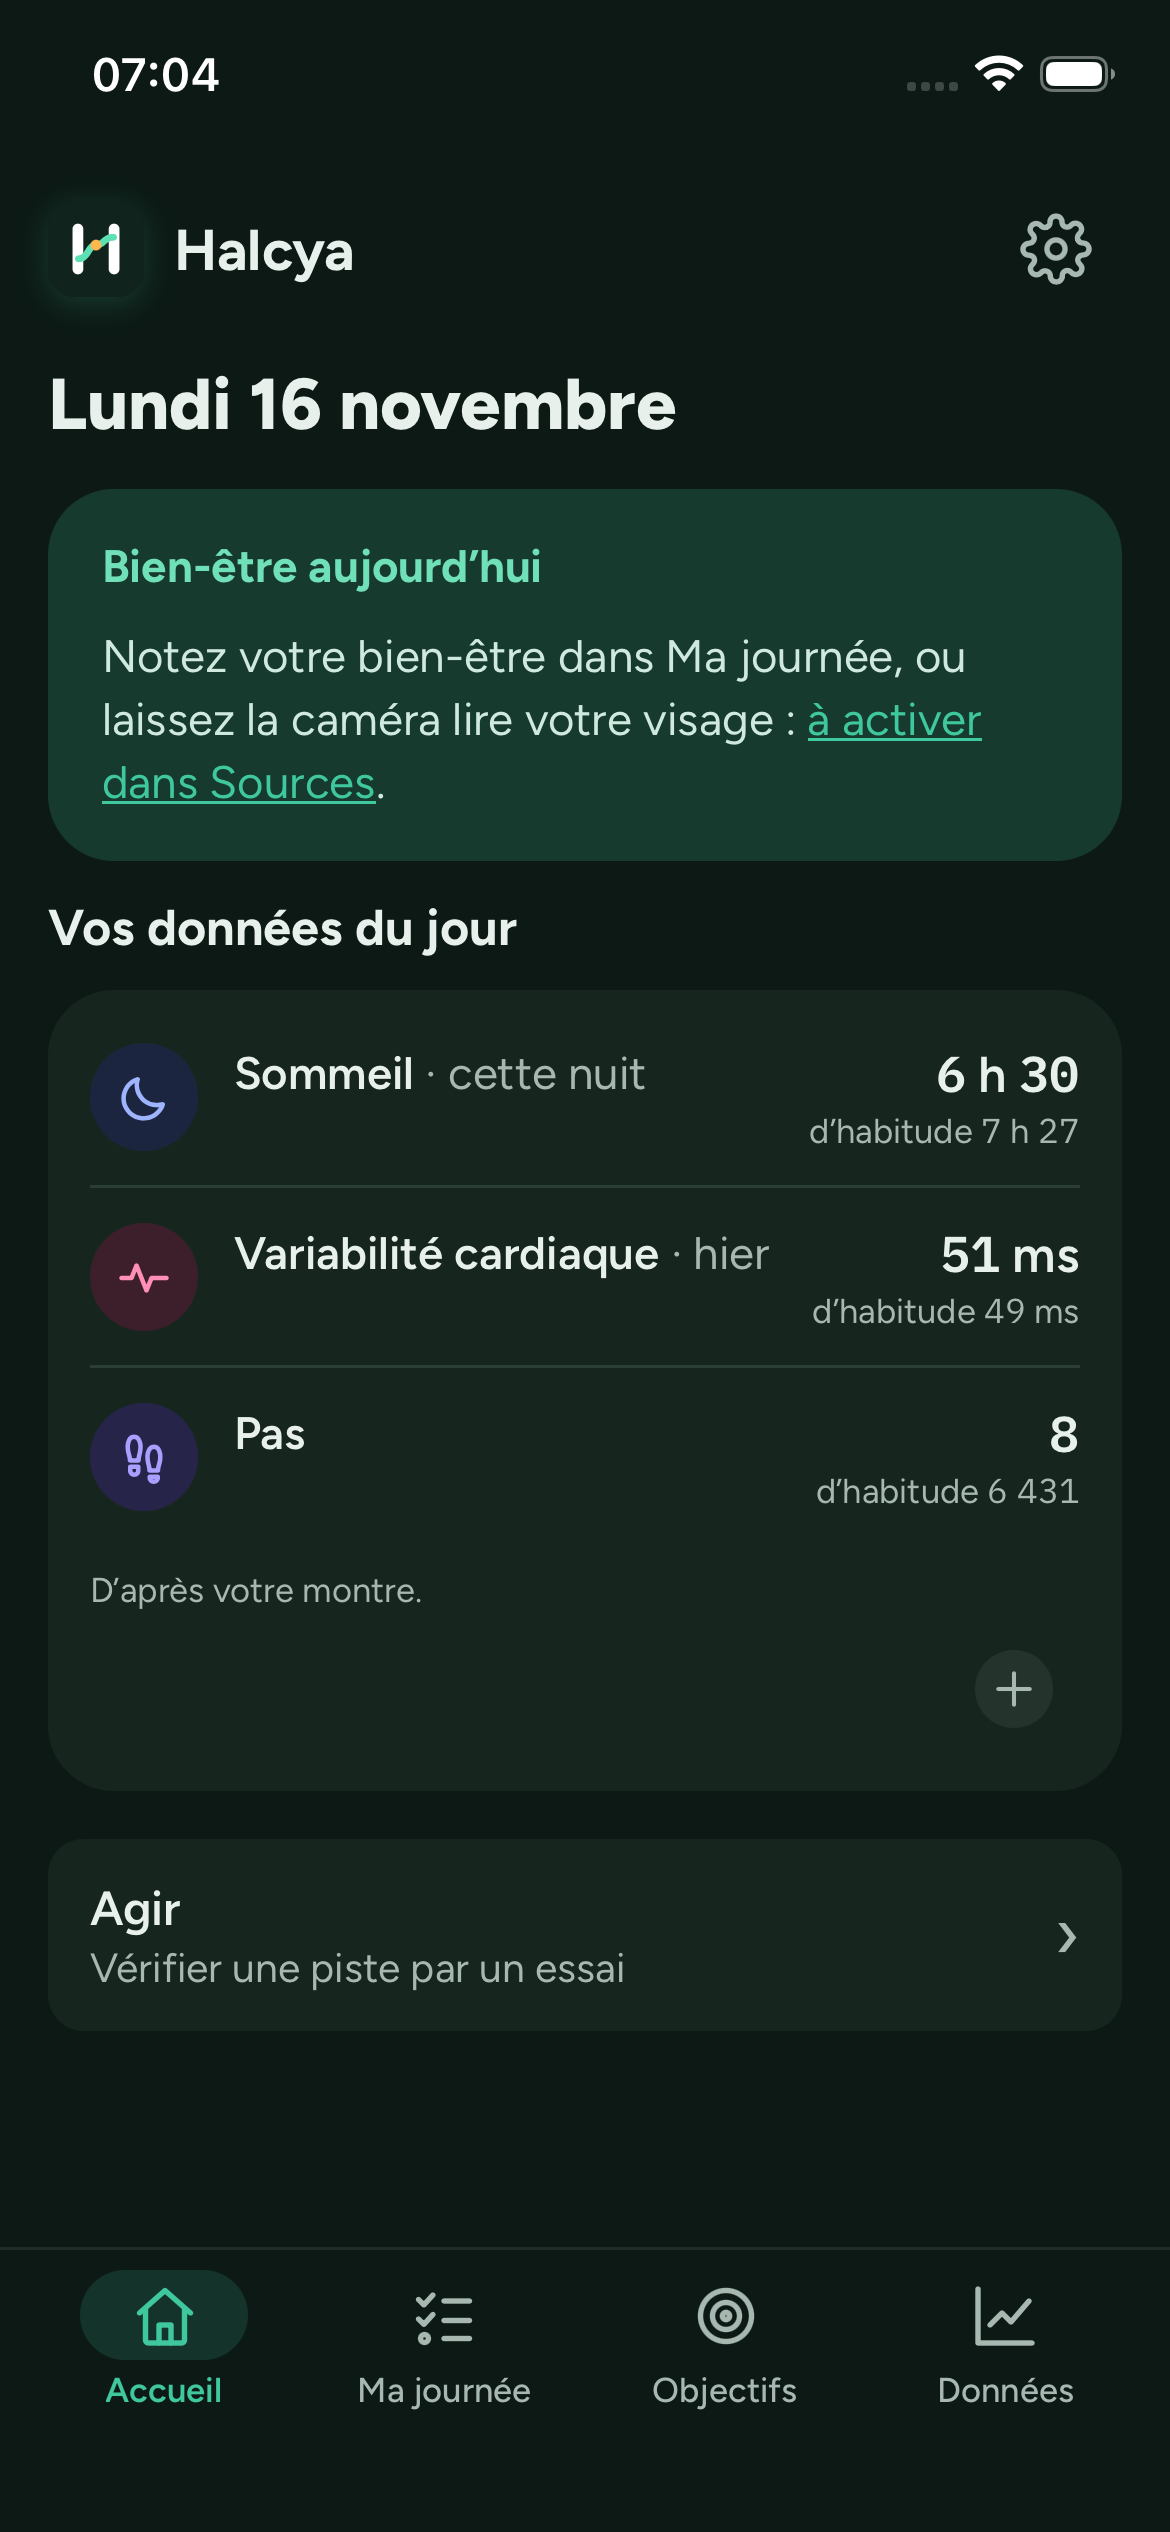 07:04
Halcya
Lundi 16 novembre
Bien-être aujourd’hui
Notez votre bien-être dans Ma journée, ou
laissez la caméra lire votre visage : à activer
dans Sources.
Vos données du jour
Sommeil · cette nuit
6 h 30
d’habitude 7 h 27
Variabilité cardiaque · hier
51 ms
d’habitude 49 ms
Pas
8
d’habitude 6 431
D’après votre montre.
Agir
Vérifier une piste par un essai
Accueil
Ma journée
Objectifs
Données